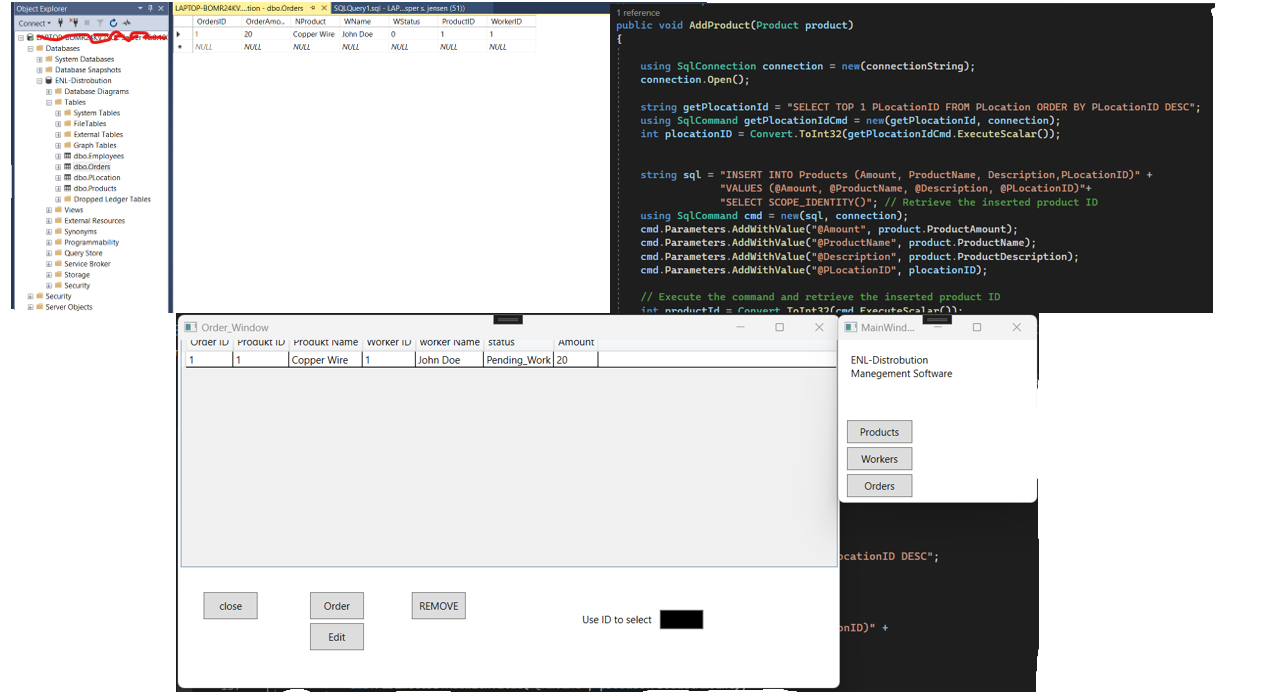 Object Explorer
Connect
Databases
System Databases
Database Snapshots
ENL-Distrobution
Database Diagrams
Tables
System Tables
FileTables
External Tables
Graph Tables
dbo.Employees
dbo.Orders
dbo.PLocation
dbo.Products
Dropped Ledger Tables
Views
External Resources
Synonyms
Programmability
Query Store
Service Broker
Storage
Security
Security
Server Objects
LAPTOP-BOMR24KV....tion - dbo.Orders SQLQuery1.sql - LAP...sper s. jensen (51))
OrdersID OrderAmo... NProduct WName WStatus ProductID WorkerID
1 20 Copper Wire John Doe 0 1 1
NULL NULL NULL NULL NULL NULL NULL
1 reference
public void AddProduct(Product product)
{
using SqlConnection connection = new(connectionString);
connection.Open();
string getPlocationId = "SELECT TOP 1 PLocationID FROM PLocation ORDER BY PLocationID DESC";
using SqlCommand getPlocationIdCmd = new(getPlocationId, connection);
int plocationID = Convert.ToInt32(getPlocationIdCmd.ExecuteScalar());
string sql = "INSERT INTO Products (Amount, ProductName, Description,PLocationID)" +
"VALUES (@Amount, @ProductName, @Description, @PLocationID)"+
"SELECT SCOPE_IDENTITY()"; // Retrieve the inserted product ID
using SqlCommand cmd = new(sql, connection);
cmd.Parameters.AddWithValue("@Amount", product.ProductAmount);
cmd.Parameters.AddWithValue("@ProductName", product.ProductName);
cmd.Parameters.AddWithValue("@Description", product.ProductDescription);
cmd.Parameters.AddWithValue("@PLocationID", plocationID);
// Execute the command and retrieve the inserted product ID
int productId = Convert.ToInt32(cmd.ExecuteScalar());
Order_Window
Order ID Produkt ID Produkt Name Worker ID worker Name status Amount
1 1 Copper Wire 1 John Doe Pending_Work 20
close
Order
REMOVE
Edit
Use ID to select
MainWind...
ENL-Distrobution
Manegement Software
Products
Workers
Orders
ocationID DESC";
onID)" +